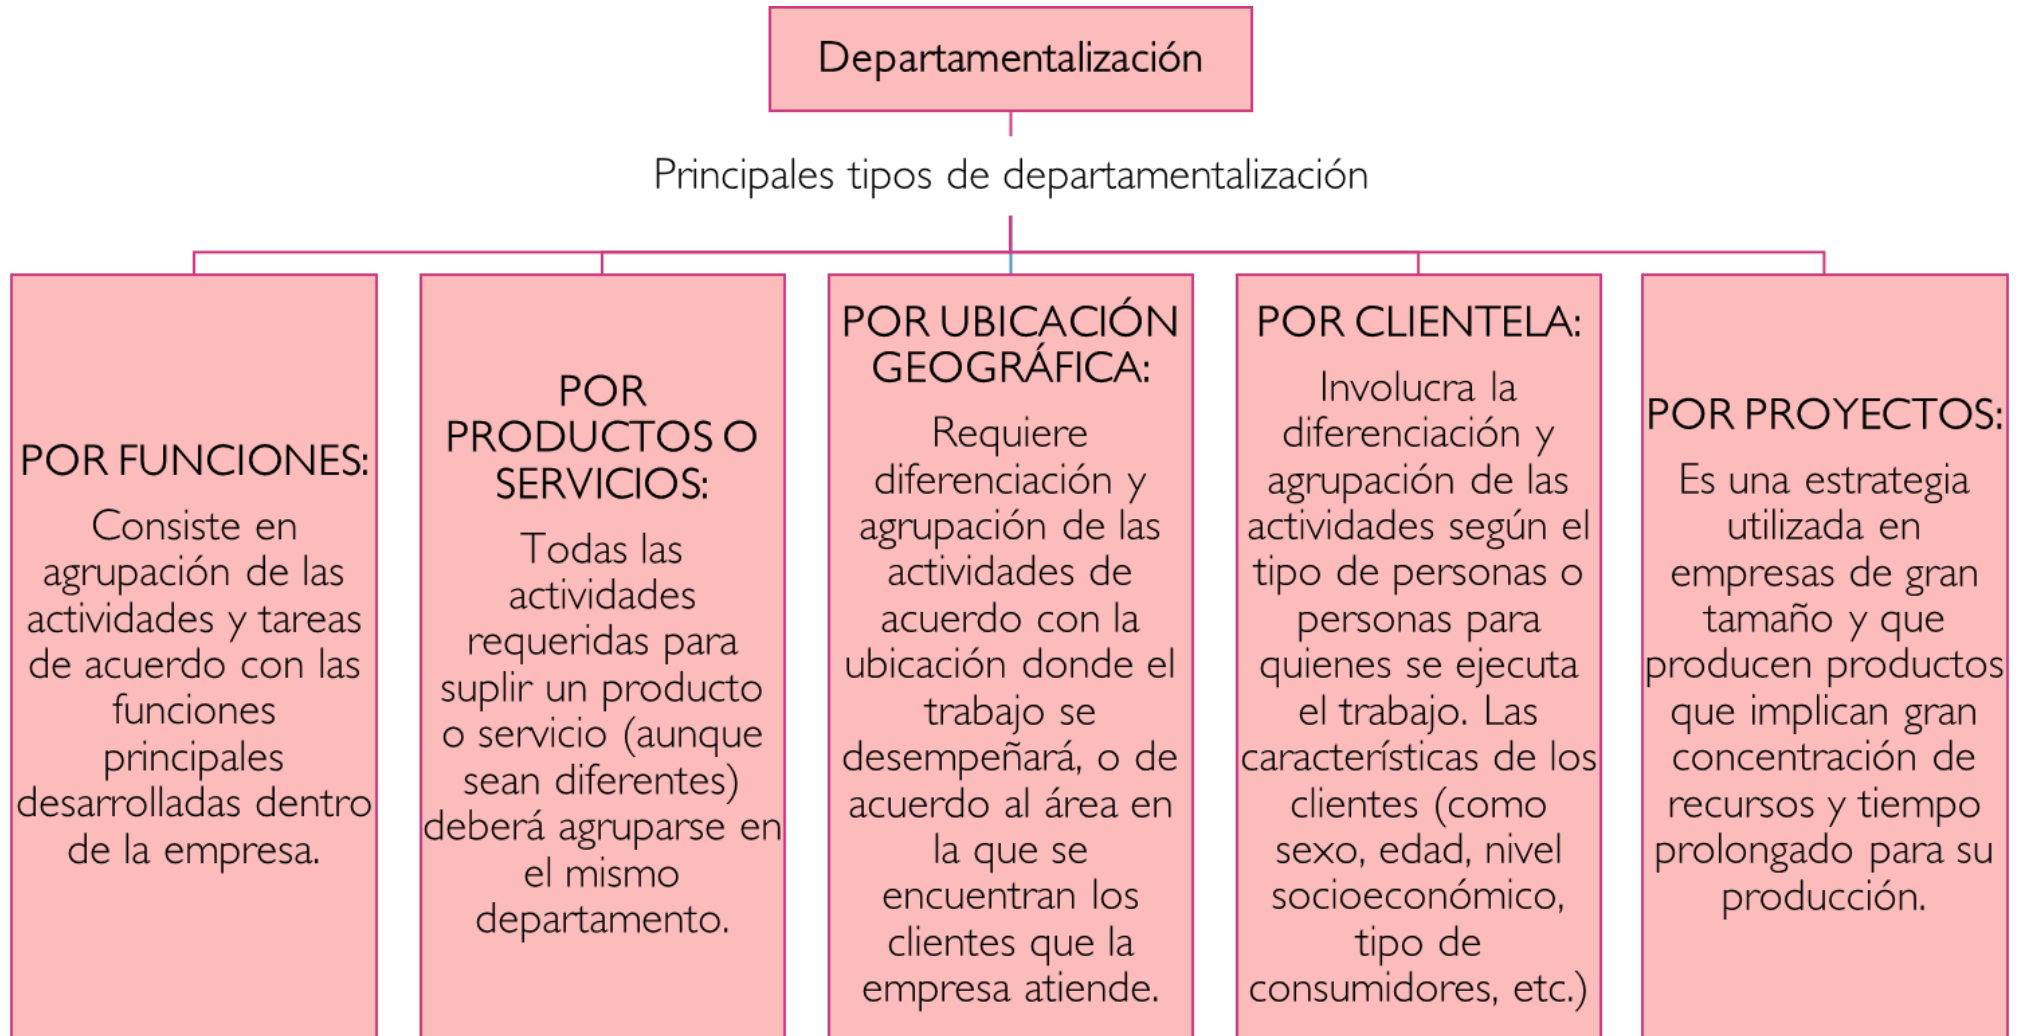 Departamentalización
Principales tipos de departamentalización
POR FUNCIONES:
Consiste en
agrupación de las
actividades y tareas
de acuerdo con las
funciones
principales
desarrolladas dentro
de la empresa.
POR
PRODUCTOS O
SERVICIOS:
Todas las
actividades
requeridas para
suplir un producto
o servicio (aunque
sean diferentes)
deberá agruparse en
el mismo
departamento.
POR UBICACIÓN
GEOGRÁFICA:
Requiere
diferenciación y
agrupación de las
actividades de
acuerdo con la
ubicación donde el
trabajo se
desempeñará, o de
acuerdo al área en
la que se
encuentran los
clientes que la
empresa atiende.
POR CLIENTELA:
Involucra la
diferenciación y
agrupación de las
actividades según el
tipo de personas o
personas para
quienes se ejecuta
el trabajo. Las
características de los
clientes (como
sexo, edad, nivel
socioeconómico,
tipo de
consumidores, etc.)
POR PROYECTOS:
Es una estrategia
utilizada en
empresas de gran
tamaño y que
producen productos
que implican gran
concentración de
recursos y tiempo
prolongado para su
producción.